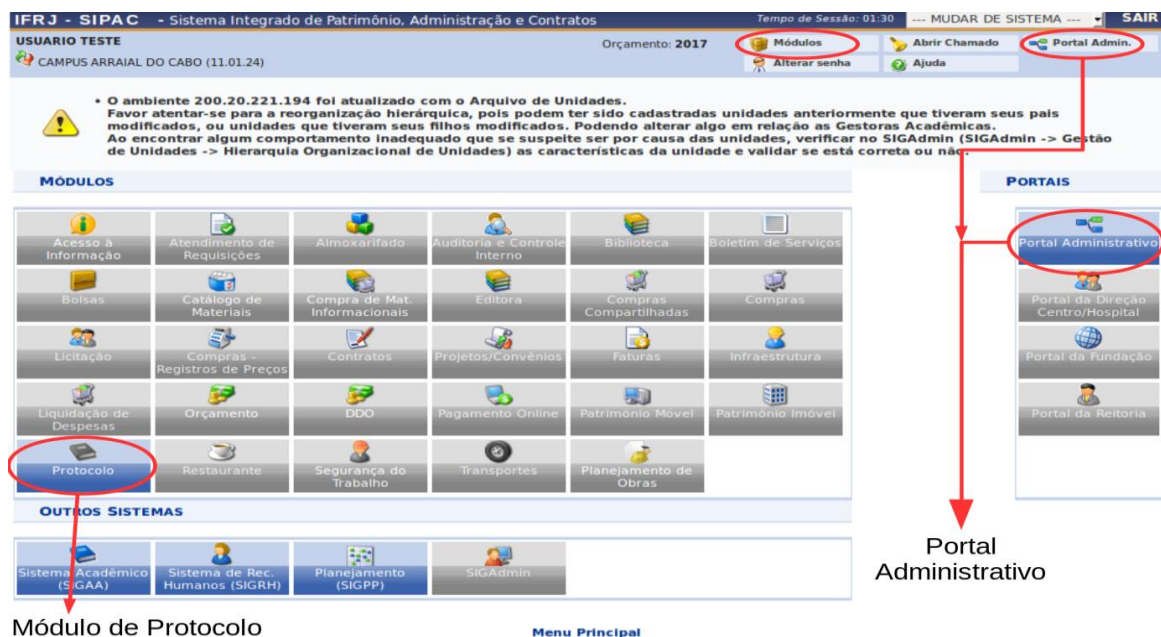 IFRJ - SIPAC - Sistema Integrado de Patrimônio, Administração e Contratos
Tempo de Sessão: 01:30
--- MUDAR DE SISTEMA ---
SAIR
USUARIO TESTE
Orçamento: 2017
Módulos
Abrir Chamado
Portal Admin.
CAMPUS ARRAIAL DO CABO (11.01.24)
Alterar senha
Ajuda
• O ambiente 200.20.221.194 foi atualizado com o Arquivo de Unidades.
Favor atentar-se para a reorganização hierárquica, pois podem ter sido cadastradas unidades anteriormente que tiveram seus pais
modificados, ou unidades que tiveram seus filhos modificados. Podendo alterar algo em relação as Gestoras Acadêmicas.
Ao encontrar algum comportamento inadequado que se suspeite ser por causa das unidades, verificar no SIGAdmin (SIGAdmin -> Gestão
de Unidades -> Hierarquia Organizacional de Unidades) as características da unidade e validar se está correta ou não.
MÓDULOS
Acesso à
Informação
Atendimento de
Requisições
Almoxarifado
Auditoria e Controle
Interno
Biblioteca
Boletim de Serviços
Bolsas
Catálogo de
Materiais
Compra de Mat.
Informacionais
Editora
Compras
Compartilhadas
Compras
Licitação
Compras -
Registros de Preços
Contratos
Projetos/Convênios
Faturas
Infraestrutura
Liquidação de
Despesas
Orçamento
DDO
Pagamento Online
Patrimônio Móvel
Patrimônio Imóvel
Protocolo
Restaurante
Segurança do
Trabalho
Transportes
Planejamento de
Obras
PORTAIS
Portal Administrativo
Portal da Direção
Centro/Hospital
Portal da Fundação
Portal da Reitoria
OUTROS SISTEMAS
Sistema Acadêmico
(SIGAA)
Sistema de Rec.
Humanos (SIGRH)
Planejamento
(SIGPP)
SIGAdmin
Portal
Administrativo
Módulo de Protocolo
Menu Principal